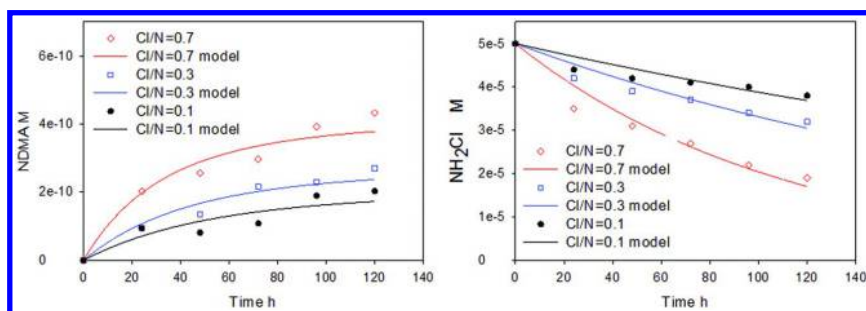 6e-10
4e-10
2e-10
0
NDMA M
Cl/N=0.7
Cl/N=0.7 model
Cl/N=0.3
Cl/N=0.3 model
Cl/N=0.1
Cl/N=0.1 model
0 20 40 60 80 100 120 140
Time h
5e-5
4e-5
3e-5
2e-5
1e-5
0
NH2Cl M
Cl/N=0.7
Cl/N=0.7 model
Cl/N=0.3
Cl/N=0.3 model
Cl/N=0.1
Cl/N=0.1 model
0 20 40 60 80 100 120 140
Time h